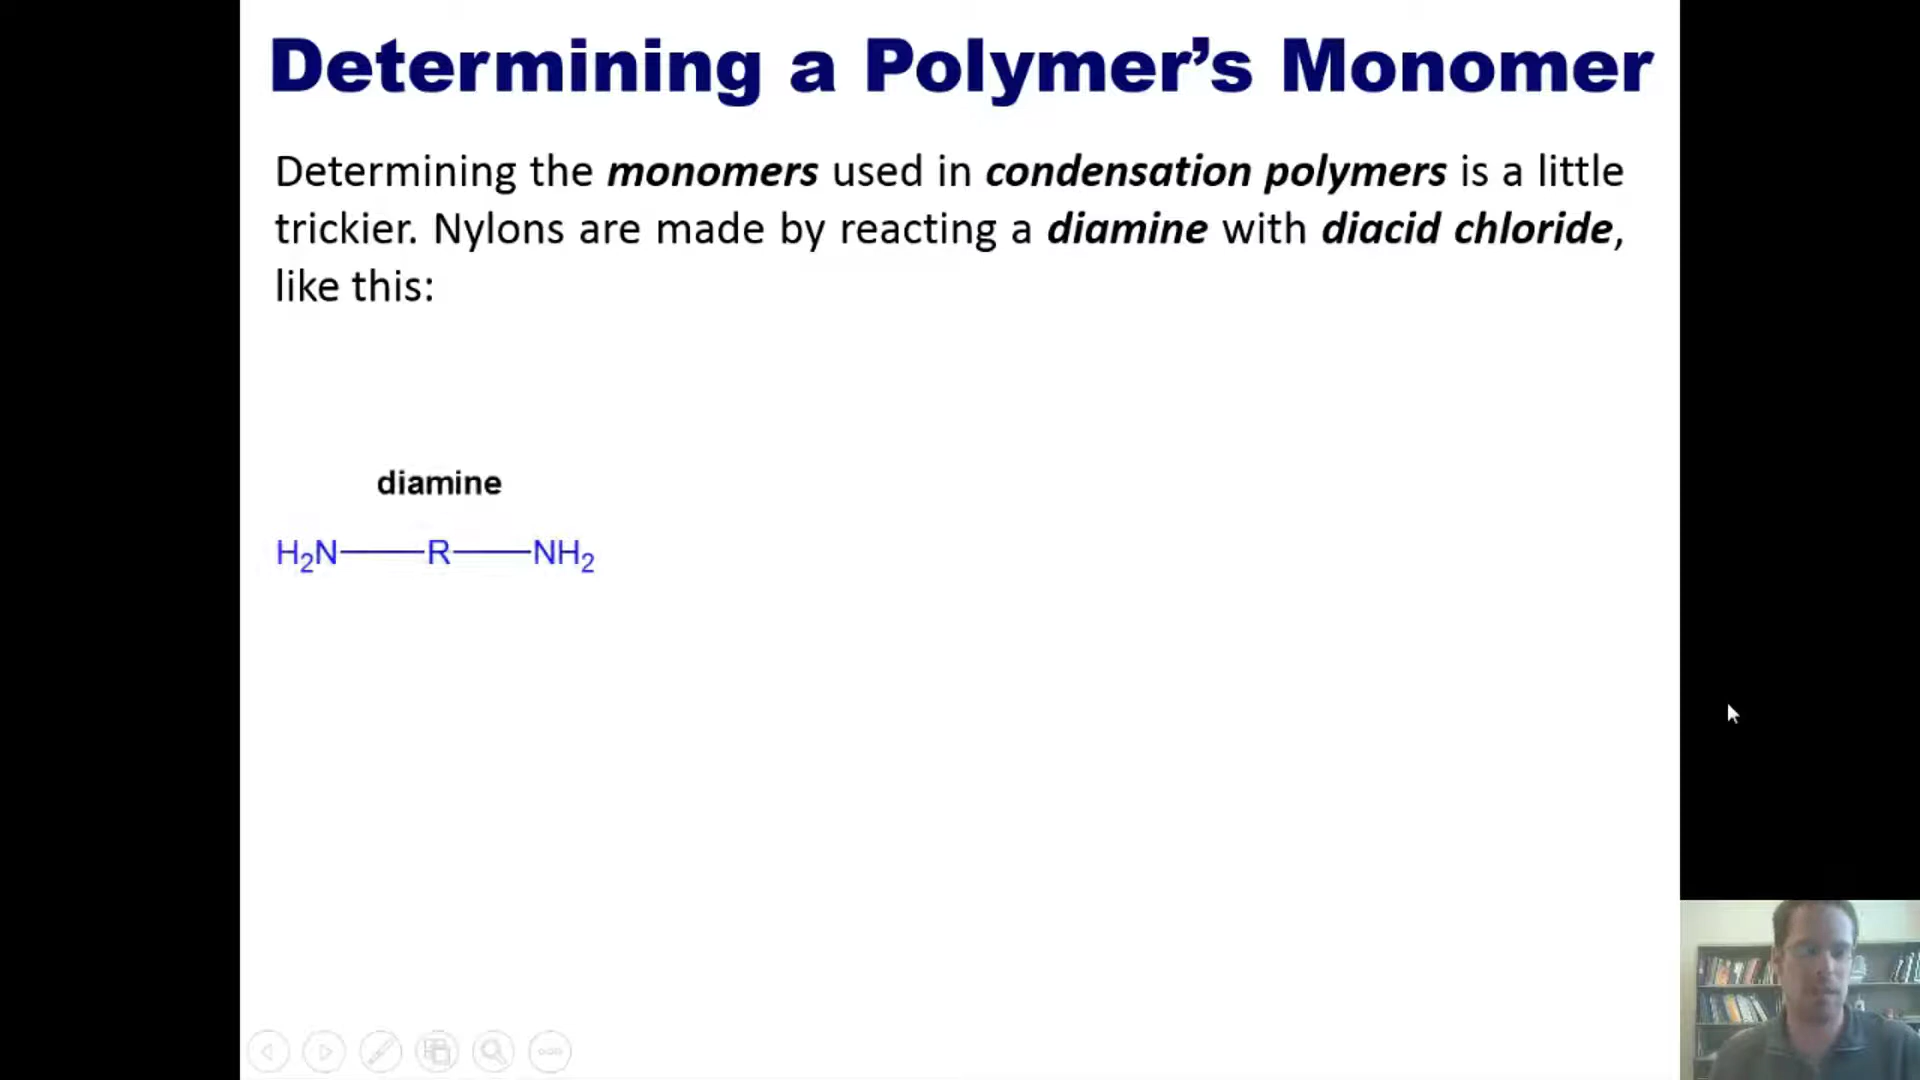 Determining a Polymer’s Monomer
Determining the monomers used in condensation polymers is a little
trickier. Nylons are made by reacting a diamine with diacid chloride,
like this:
diamine
H₂N—R—NH₂